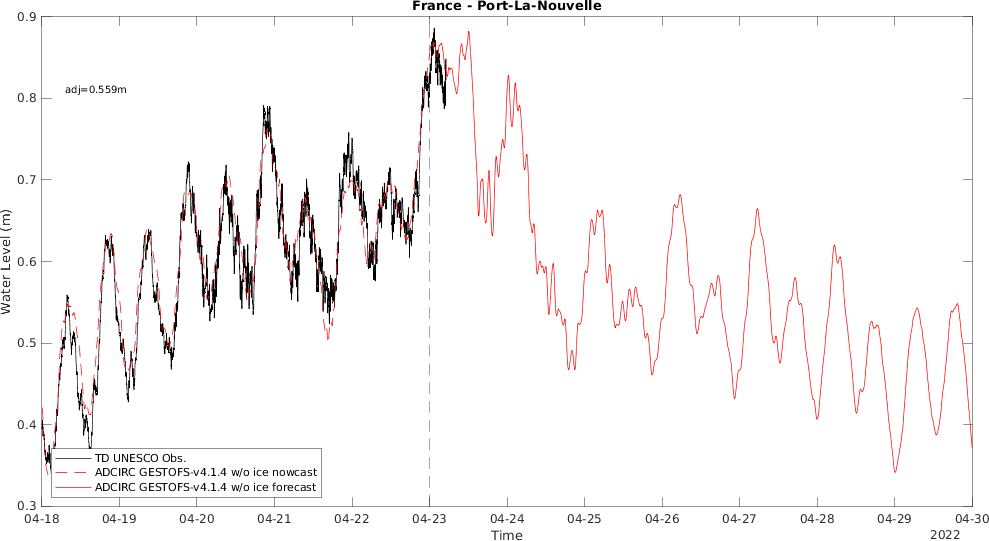 France - Port-La-Nouvelle
0.9
0.8
0.7
0.6
0.5
0.4
0.3
Water Level (m)
adj=0.559m
TD UNESCO Obs.
ADCIRC GESTOFS-v4.1.4 w/o ice nowcast
ADCIRC GESTOFS-v4.1.4 w/o ice forecast
04-18 04-19 04-20 04-21 04-22 04-23 04-24 04-25 04-26 04-27 04-28 04-29 04-30
Time
2022